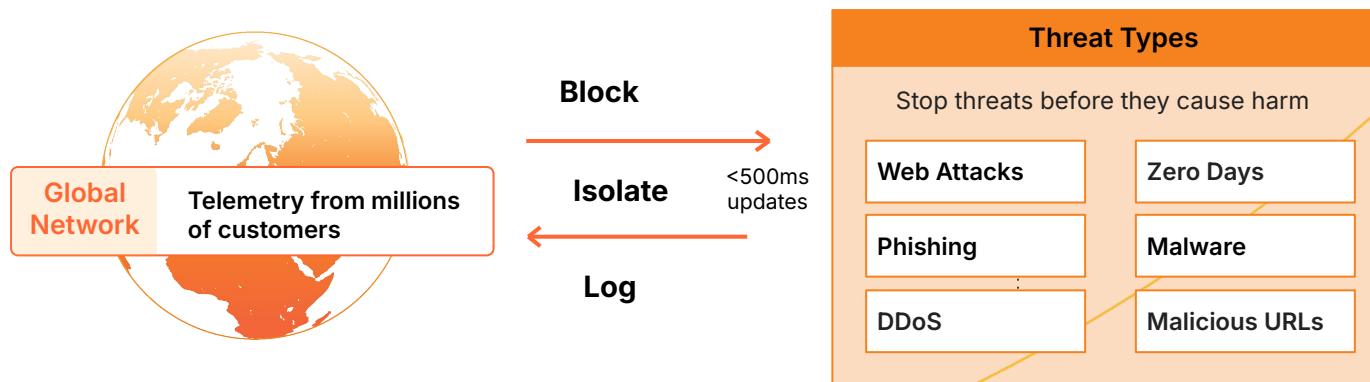 Global
Network
Telemetry from millions
of customers
Block
Isolate
Log
<500ms
updates
Threat Types
Stop threats before they cause harm
Web Attacks
Zero Days
Phishing
Malware
DDoS
Malicious URLs